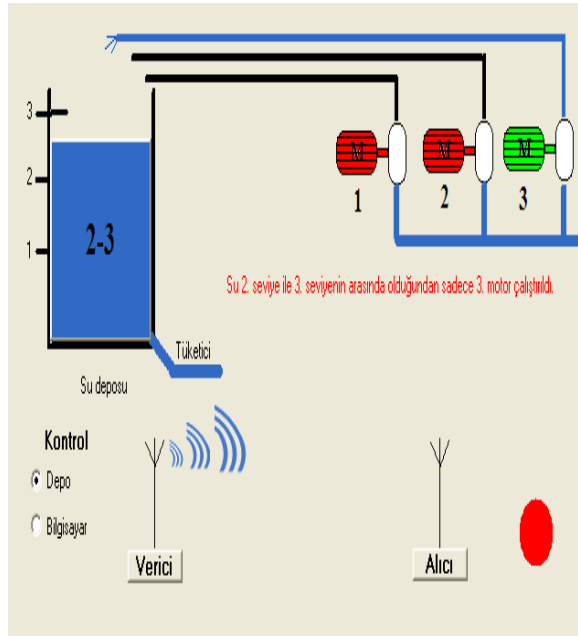 3
2
1
2-3
M
M
M
1
2
3
Su 2. seviye ile 3. seviyenin arasında olduğundan sadece 3. motor çalıştırıldı.
Tüketici
Su deposu
Kontrol
Depo
Bilgisayar
Verici
Alıcı